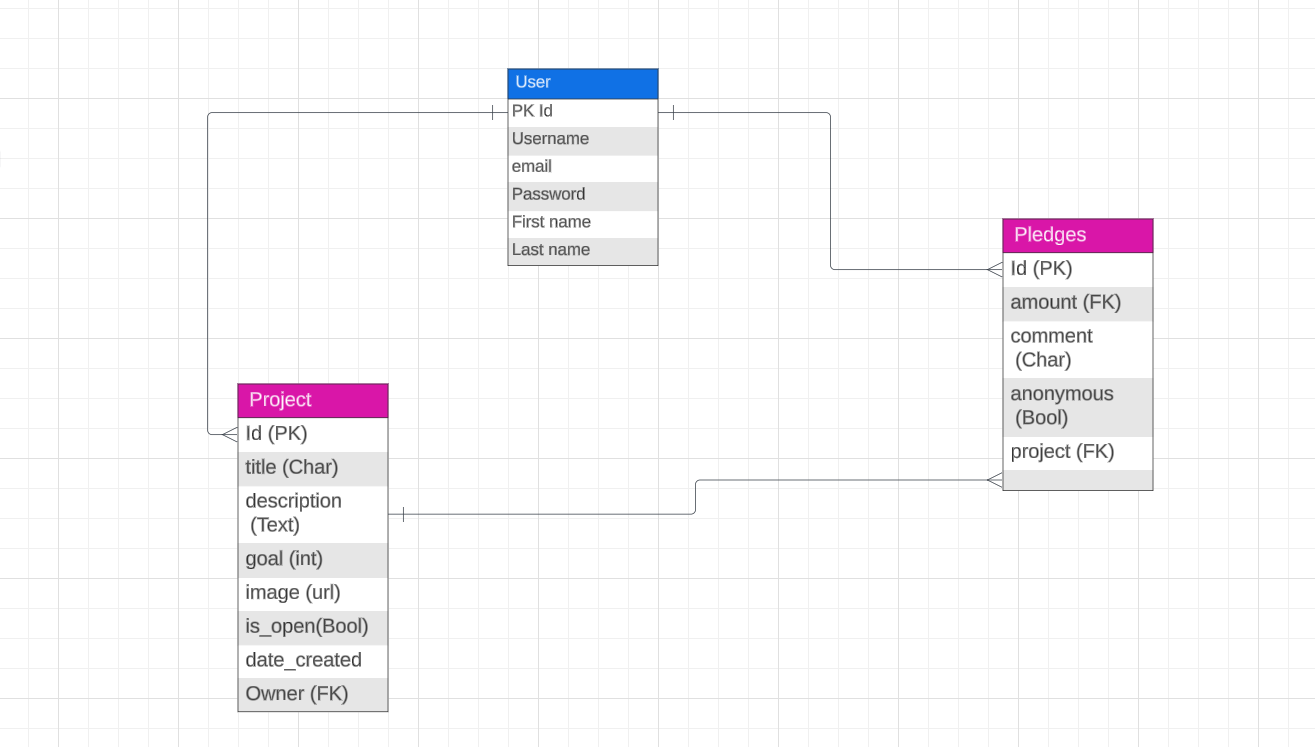 User
PK Id
Username
email
Password
First name
Last name
Pledges
Id (PK)
amount (FK)
comment
(Char)
anonymous
(Bool)
project (FK)
Project
Id (PK)
title (Char)
description
(Text)
goal (int)
image (url)
is_open(Bool)
date_created
Owner (FK)